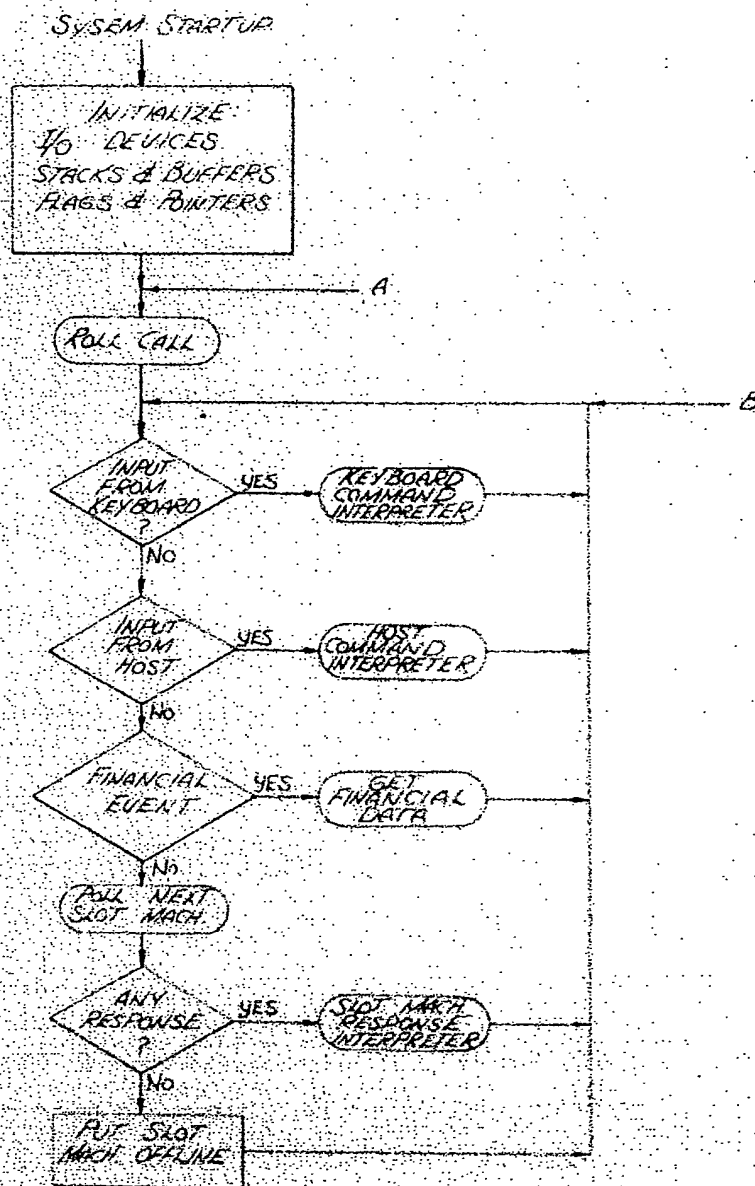 SYSEM STARTUP
INITIALIZE
I/O DEVICES
STACKS & BUFFERS
FLAGS & POINTERS
A
ROLL CALL
B
INPUT
FROM
KEYBOARD
?
YES
KEYBOARD
COMMAND
INTERPRETER
NO
INPUT
FROM
HOST
YES
HOST
COMMAND
INTERPRETER
NO
FINANCIAL
EVENT
YES
GET
FINANCIAL
DATA
NO
POLL NEXT
SLOT MACH.
ANY
RESPONSE
?
YES
SLOT MACH
RESPONSE
INTERPRETER
NO
PUT SLOT
MACH OFFLINE